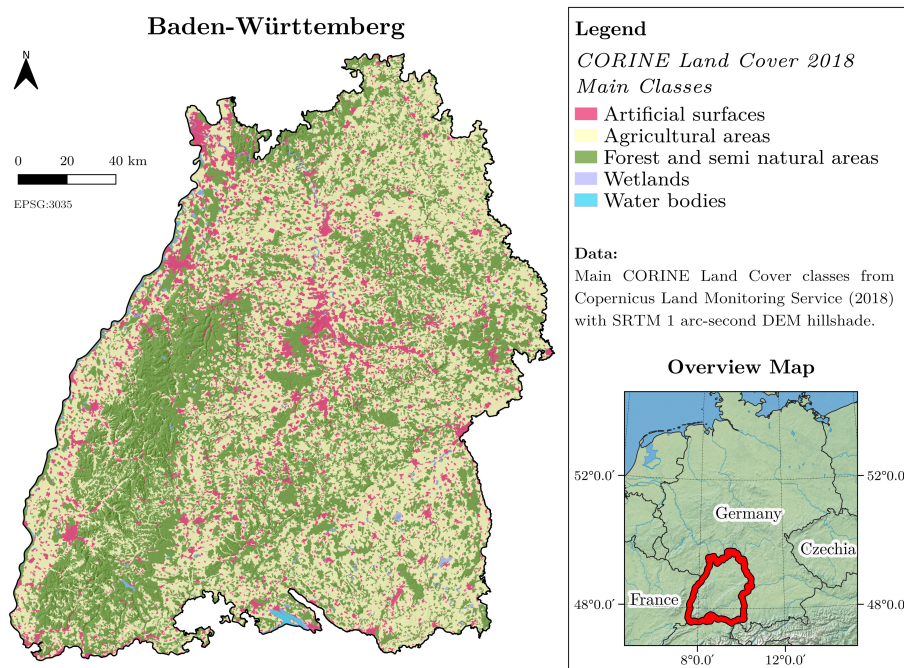 Baden-Württemberg
N
0 20 40 km
EPSG:3035
Legend
CORINE Land Cover 2018
Main Classes
Artificial surfaces
Agricultural areas
Forest and semi natural areas
Wetlands
Water bodies
Data:
Main CORINE Land Cover classes from
Copernicus Land Monitoring Service (2018)
with SRTM 1 arc-second DEM hillshade.
Overview Map
52°0.0′ 52°0.0′
Germany
Czechia
France
48°0.0′ 48°0.0′
8°0.0′ 12°0.0′